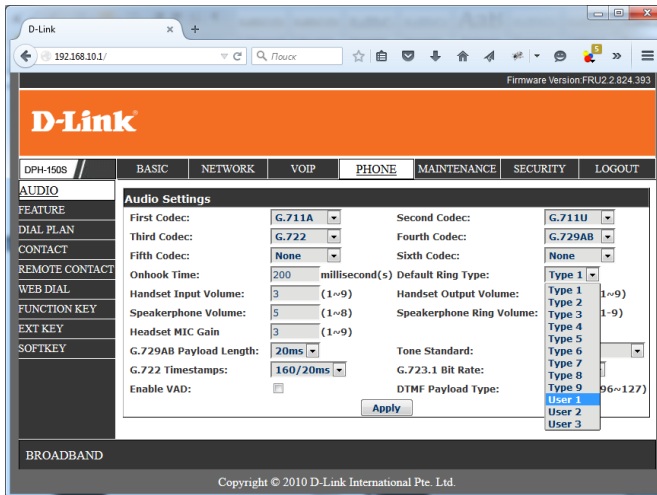 D-Link
192.168.10.1/
Поиск
5
Firmware Version:FRU2.2.824.393
D-Link
DPH-150S
BASIC NETWORK VOIP PHONE MAINTENANCE SECURITY LOGOUT
AUDIO
FEATURE
DIAL PLAN
CONTACT
REMOTE CONTACT
WEB DIAL
FUNCTION KEY
EXT KEY
SOFTKEY
Audio Settings
First Codec: G.711A Second Codec: G.711U
Third Codec: G.722 Fourth Codec: G.729AB
Fifth Codec: None Sixth Codec: None
Onhook Time: 200 millisecond(s) Default Ring Type: Type 1
Handset Input Volume: 3 (1~9) Handset Output Volume: 1~9)
Speakerphone Volume: 5 (1~8) Speakerphone Ring Volume: 1-9)
Headset MIC Gain 3 (1~9)
G.729AB Payload Length: 20ms Tone Standard:
G.722 Timestamps: 160/20ms G.723.1 Bit Rate:
Enable VAD: DTMF Payload Type: 96~127)
Type 1
Type 2
Type 3
Type 4
Type 5
Type 6
Type 7
Type 8
Type 9
User 1
User 2
User 3
Apply
BROADBAND
Copyright © 2010 D-Link International Pte. Ltd.